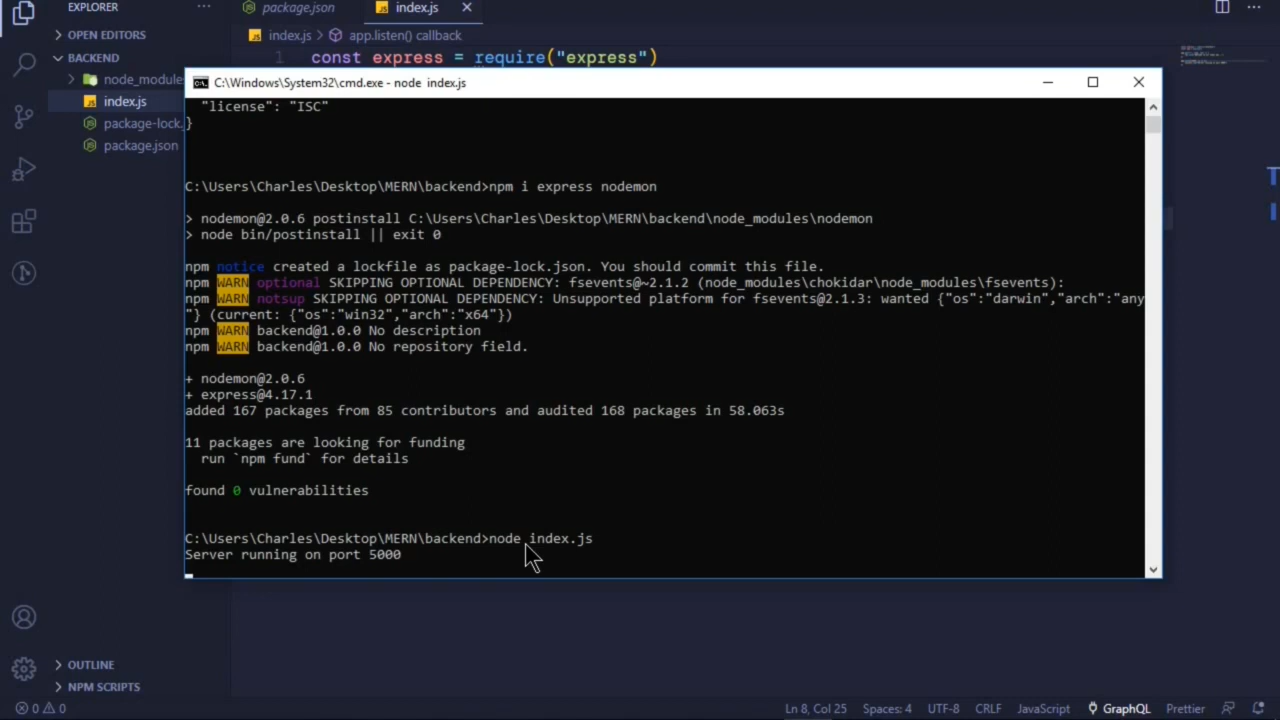 EXPLORER
···
package.json
index.js
OPEN EDITORS
index.js > app.listen() callback
BACKEND
1 const express = require("express")
node_module
index.js
package-lock.
package.json
C:\Windows\System32\cmd.exe - node  index.js
"license": "ISC"
}
C:\Users\Charles\Desktop\MERN\backend>npm i express nodemon
> nodemon@2.0.6 postinstall C:\Users\Charles\Desktop\MERN\backend\node_modules\nodemon
> node bin/postinstall || exit 0
npm notice created a lockfile as package-lock.json. You should commit this file.
npm WARN optional SKIPPING OPTIONAL DEPENDENCY: fsevents@~2.1.2 (node_modules\chokidar\node_modules\fsevents):
npm WARN notsup SKIPPING OPTIONAL DEPENDENCY: Unsupported platform for fsevents@2.1.3: wanted {"os":"darwin","arch":"any
"} (current: {"os":"win32","arch":"x64"})
npm WARN backend@1.0.0 No description
npm WARN backend@1.0.0 No repository field.
+ nodemon@2.0.6
+ express@4.17.1
added 167 packages from 85 contributors and audited 168 packages in 58.063s
11 packages are looking for funding
run `npm fund` for details
found 0 vulnerabilities
C:\Users\Charles\Desktop\MERN\backend>node index.js
Server running on port 5000
OUTLINE
NPM SCRIPTS
0 0
Ln 8, Col 25 Spaces: 4 UTF-8 CRLF JavaScript GraphQL Prettier